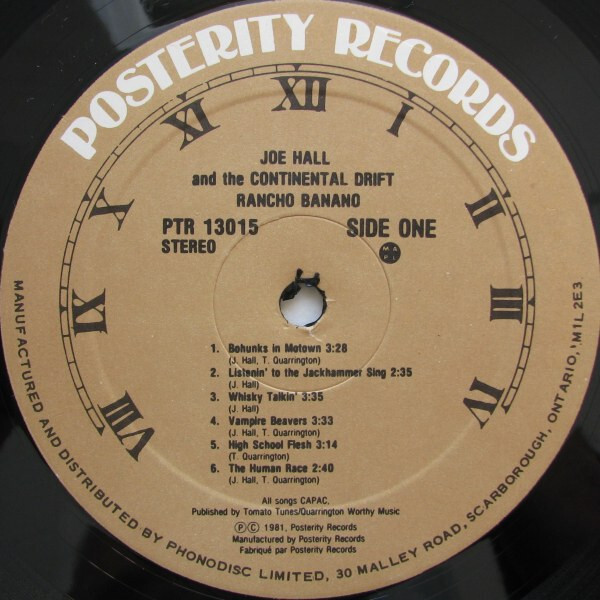 POSTERITY RECORDS
XII
I
II
III
IV
VIII
IX
X
XI
JOE HALL
and the CONTINENTAL DRIFT
RANCHO BANANO
PTR 13015 SIDE ONE
STEREO
1. Bohunks in Motown 3:28
(J. Hall, T. Quarrington)
2. Listenin' to the Jackhammer Sing 2:35
(J. Hall)
3. Whisky Talkin' 3:35
(J. Hall)
4. Vampire Beavers 3:33
(J. Hall, T. Quarrington)
5. High School Flesh 3:14
(T. Quarrington)
6. The Human Race 2:40
(J. Hall, T. Quarrington)
All songs CAPAC.
Published by Tomato Tunes/Quarrington Worthy Music
ⓅⒸ 1981, Posterity Records
Manufactured by Posterity Records
Fabriqué par Posterity Records
MANUFACTURED AND DISTRIBUTED BY PHONODISC LIMITED, 30 MALLEY ROAD, SCARBOROUGH, ONTARIO, M1L 2E3